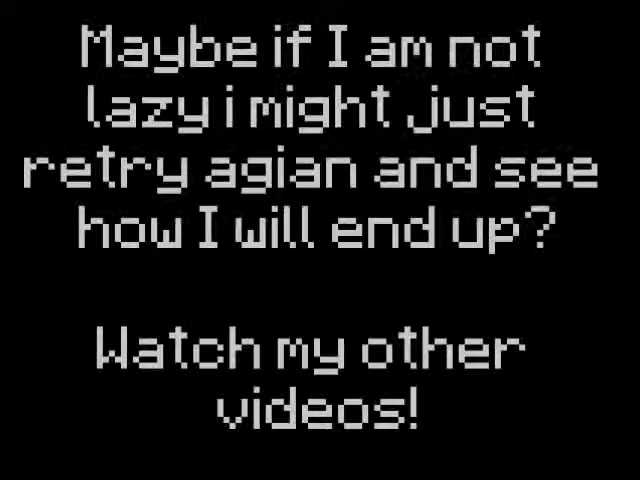 Maybe if I am not
lazy i might just
retry agian and see
how I will end up?
Watch my other
videos!